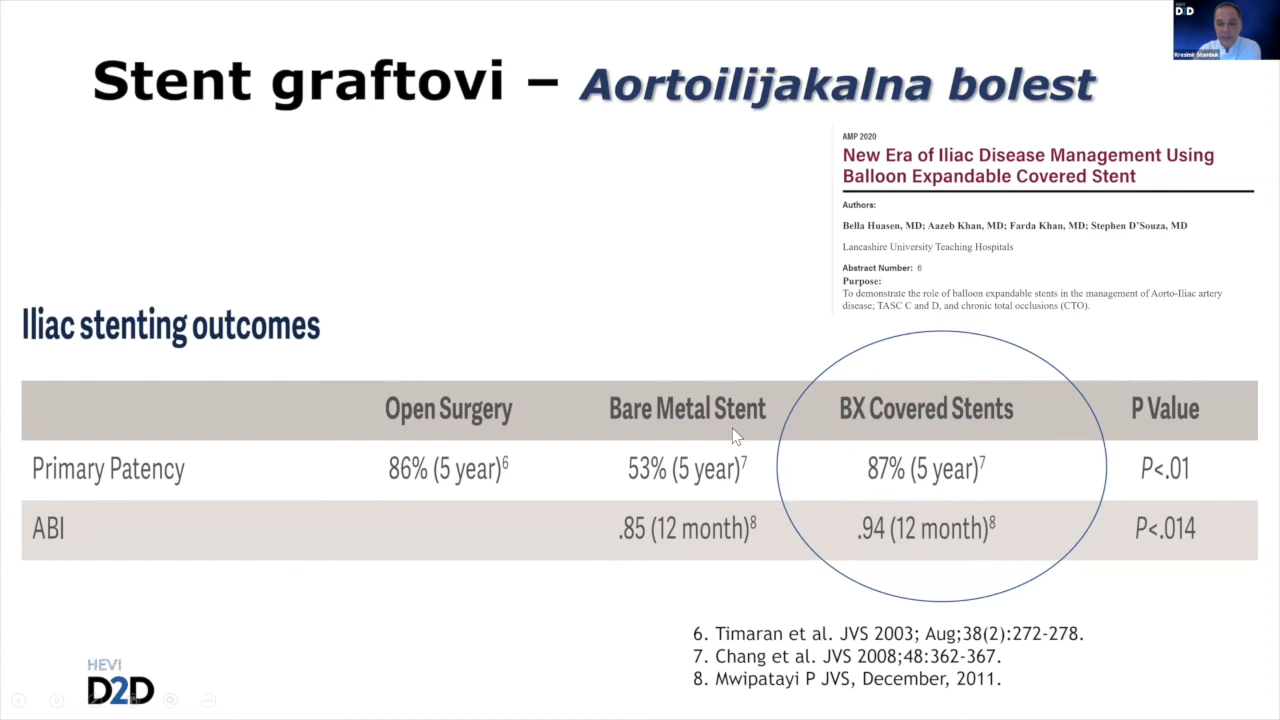 HEVI
D2D
Kresimir Stambuk
Stent graftovi – Aortoilijakalna bolest
AMP 2020
New Era of Iliac Disease Management Using
Balloon Expandable Covered Stent
Authors:
Bella Huasen, MD; Aazeb Khan, MD; Farda Khan, MD; Stephen D'Souza, MD
Lancashire University Teaching Hospitals
Abstract Number: 6
Purpose:
To demonstrate the role of balloon expandable stents in the management of Aorto-Iliac artery
disease; TASC C and D, and chronic total occlusions (CTO).
Iliac stenting outcomes
Open Surgery Bare Metal Stent BX Covered Stents P Value
Primary Patency 86% (5 year)⁶ 53% (5 year)⁷ 87% (5 year)⁷ P<.01
ABI .85 (12 month)⁸ .94 (12 month)⁸ P<.014
6. Timaran et al. JVS 2003; Aug;38(2):272-278.
7. Chang et al. JVS 2008;48:362-367.
8. Mwipatayi P JVS, December, 2011.
HEVI
D2D